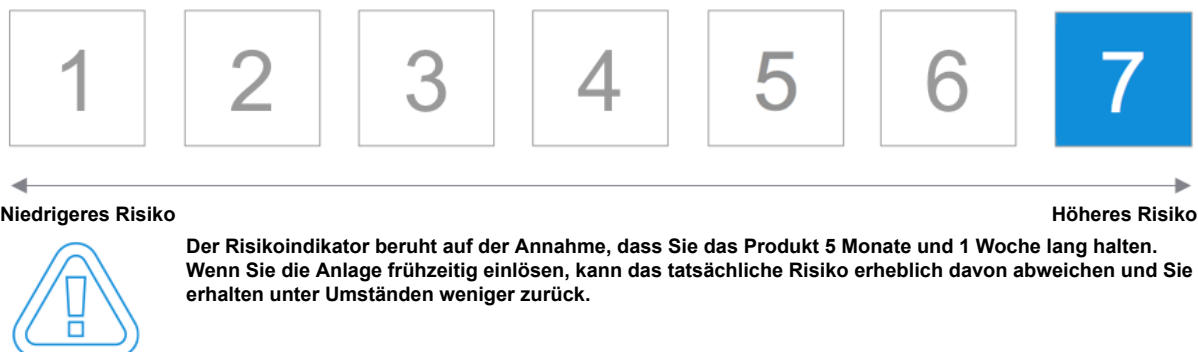 1 2 3 4 5 6 7
Niedrigeres Risiko Höheres Risiko
Der Risikoindikator beruht auf der Annahme, dass Sie das Produkt 5 Monate und 1 Woche lang halten.
Wenn Sie die Anlage frühzeitig einlösen, kann das tatsächliche Risiko erheblich davon abweichen und Sie
erhalten unter Umständen weniger zurück.